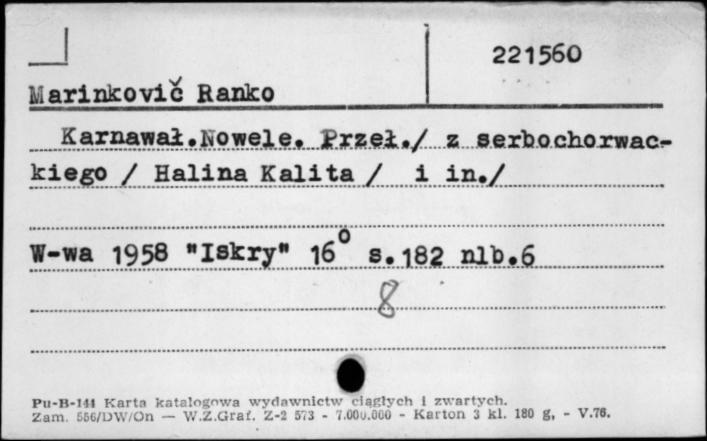 221560
Marinkovič Ranko
Karnawał.Nowele. Przeł./ z serbochorwac-
kiego / Halina Kalita / i in./
W-wa 1958 "Iskry" 16° s.182 nlb.6
8
Pu-B-144 Karta katalogowa wydawnictw ciągłych i zwartych.
Zam. 556/DW/On — W.Z.Graf. Z-2 573 - 7.000.000 - Karton 3 kl. 180 g, - V.76.